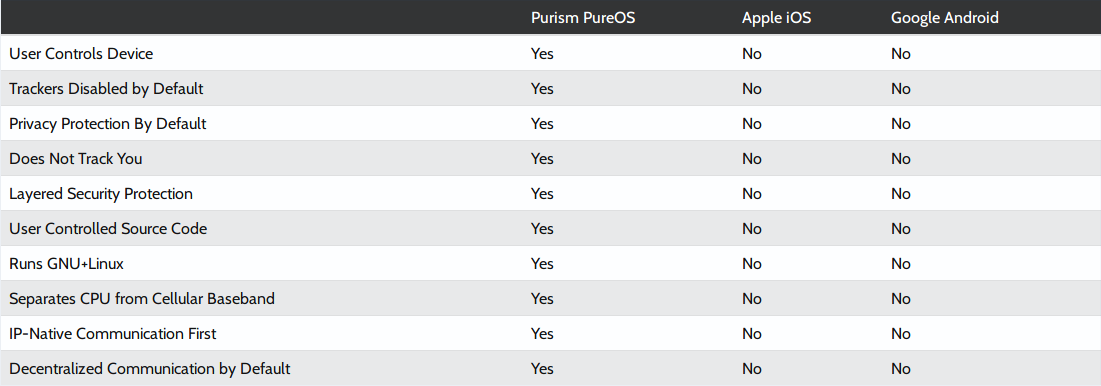 Purism PureOS Apple iOS Google Android
User Controls Device Yes No No
Trackers Disabled by Default Yes No No
Privacy Protection By Default Yes No No
Does Not Track You Yes No No
Layered Security Protection Yes No No
User Controlled Source Code Yes No No
Runs GNU+Linux Yes No No
Separates CPU from Cellular Baseband Yes No No
IP-Native Communication First Yes No No
Decentralized Communication by Default Yes No No